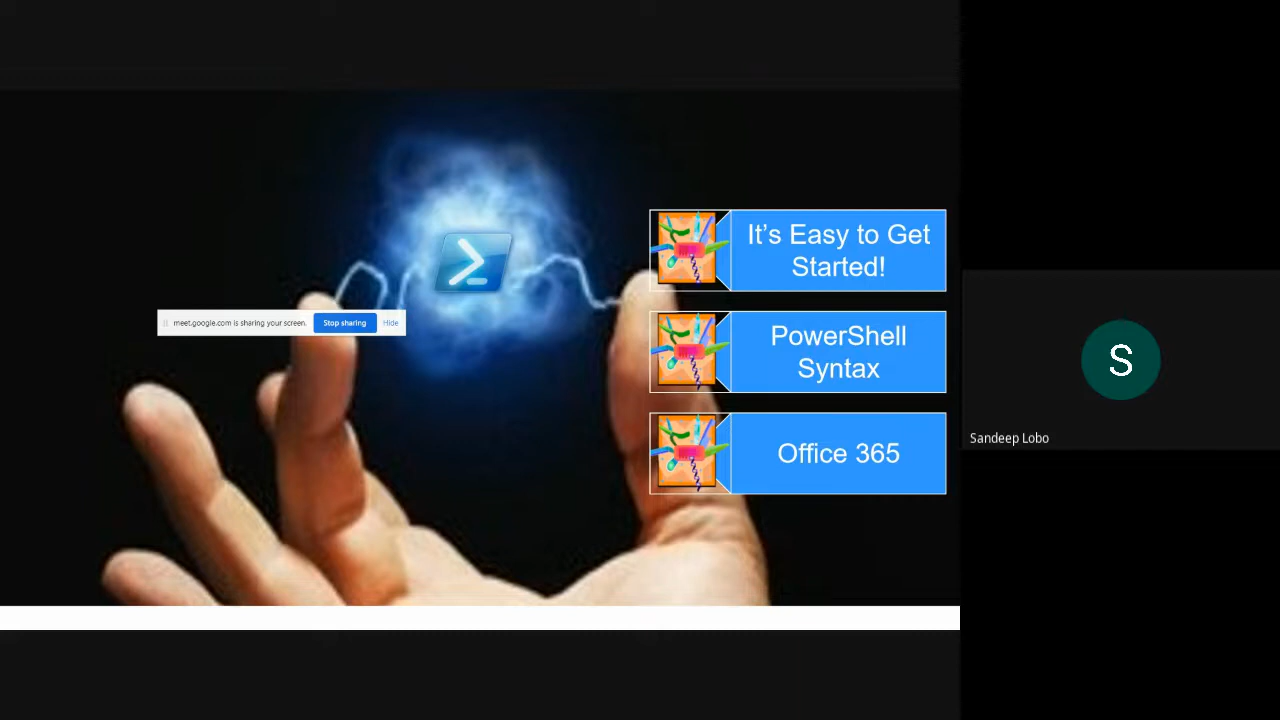 It’s Easy to Get
Started!
meet.google.com is sharing your screen.
Stop sharing
Hide
PowerShell
Syntax
Office 365
S
Sandeep Lobo